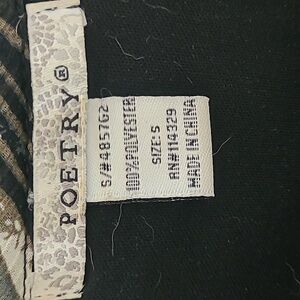 POETRY®
S/#485762
100% POLYESTER
SIZE: S
RN#114329
MADE IN CHINA